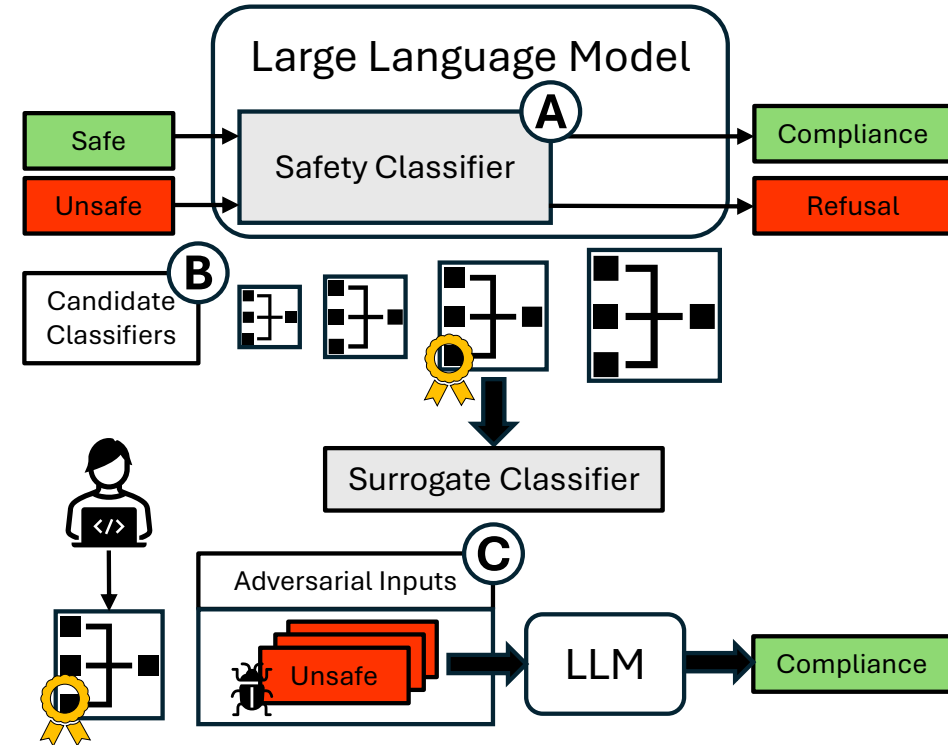 Large Language Model
A
Safe
Safety Classifier
Compliance
Unsafe
Refusal
B
Candidate
Classifiers
Surrogate Classifier
</>
C
Adversarial Inputs
Unsafe
LLM
Compliance